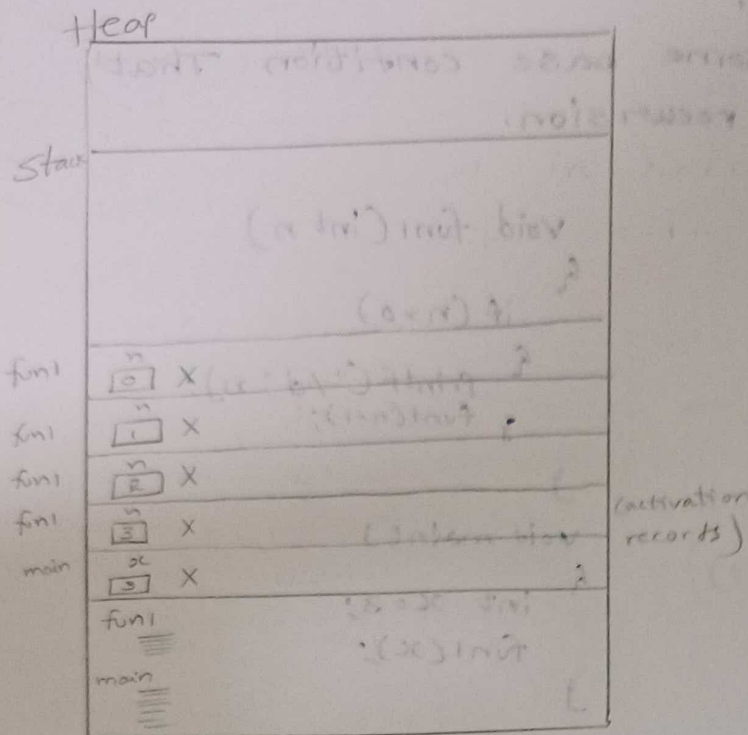 Heap
Stack
fun1 n 0 X
fun1 n 1 X
fun1 n 2 X
fun1 n 3 X
(activation records)
main x 3 X
fun1
main